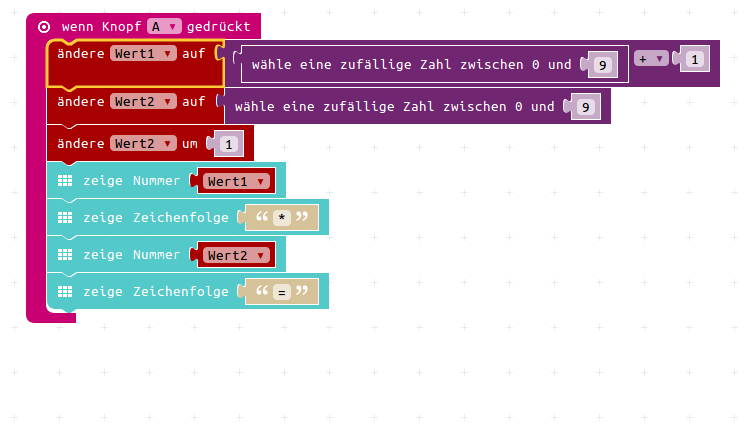 wenn Knopf A gedrückt
ändere Wert1 auf wähle eine zufällige Zahl zwischen 0 und 9 + 1
ändere Wert2 auf wähle eine zufällige Zahl zwischen 0 und 9
ändere Wert2 um 1
zeige Nummer Wert1
zeige Zeichenfolge “ * ”
zeige Nummer Wert2
zeige Zeichenfolge “ = ”